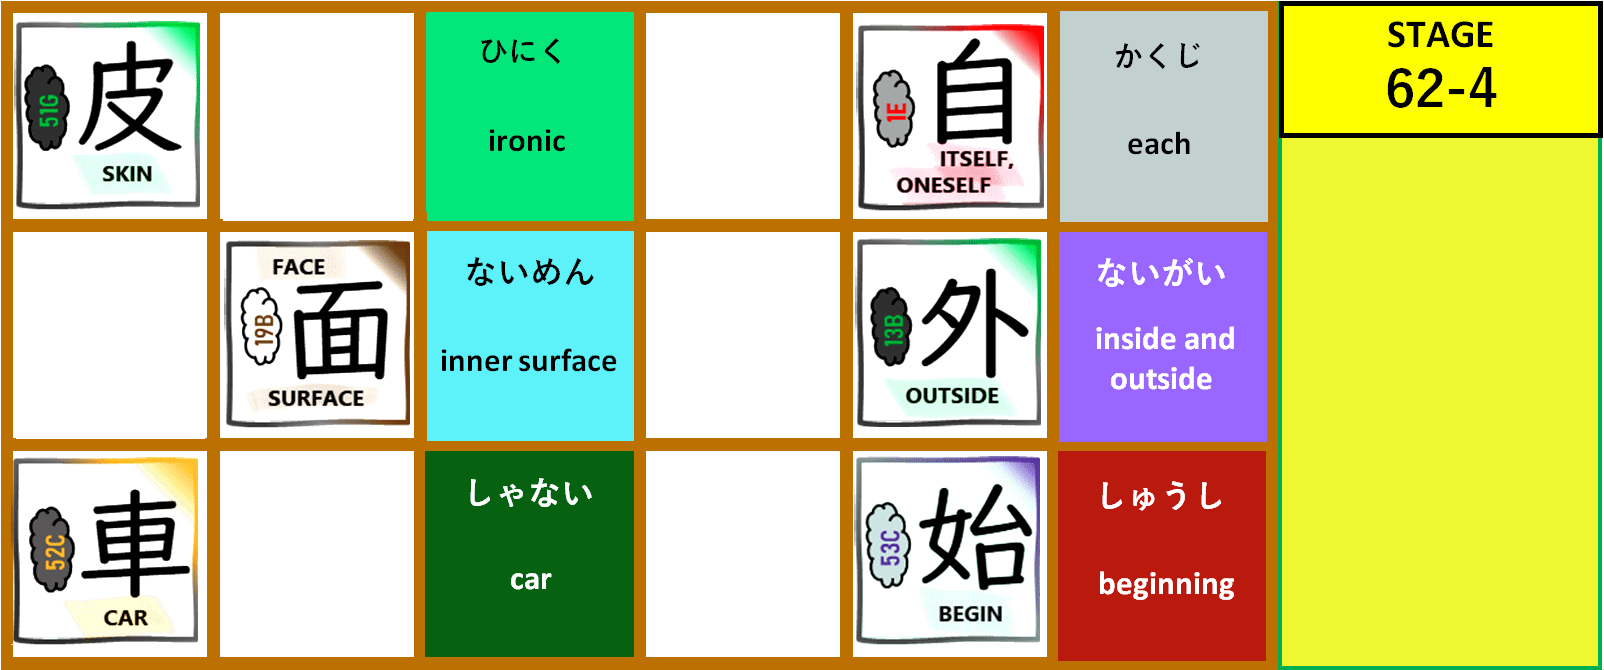 51G
皮
SKIN
ひにく
ironic
1E
自
ITSELF,
ONESELF
かくじ
each
STAGE
62-4
FACE
19B
面
SURFACE
ないめん
inner surface
13B
外
OUTSIDE
ないがい
inside and
outside
52C
車
CAR
しゃない
car
53C
始
BEGIN
しゅうし
beginning